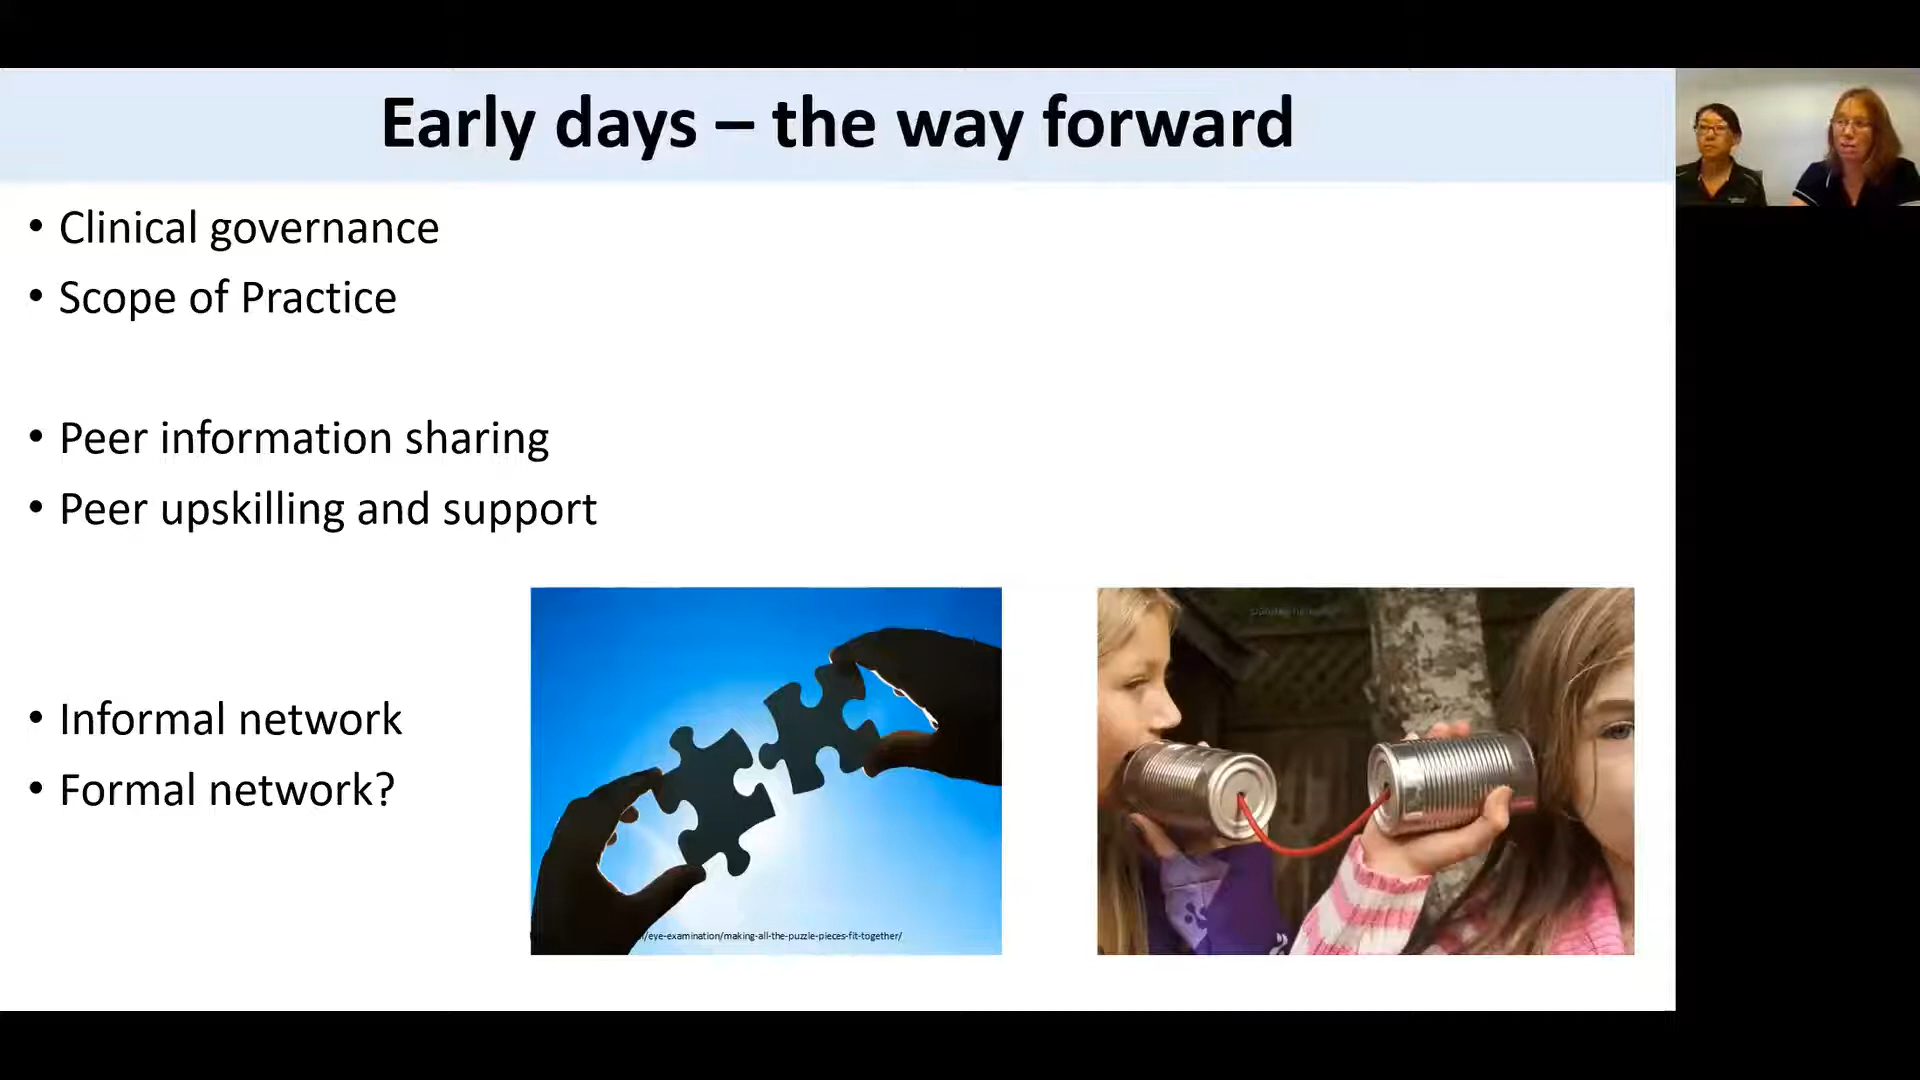 Early days – the way forward
• Clinical governance
• Scope of Practice
• Peer information sharing
• Peer upskilling and support
• Informal network
• Formal network?
/eye-examination/making-all-the-puzzle-pieces-fit-together/